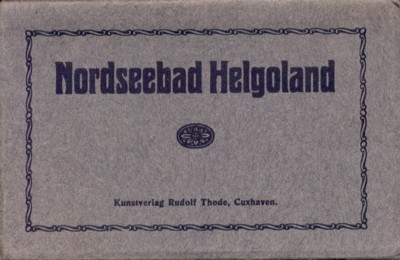 Nordseebad Helgoland
Kunstverlag Rudolf Thode, Cuxhaven.